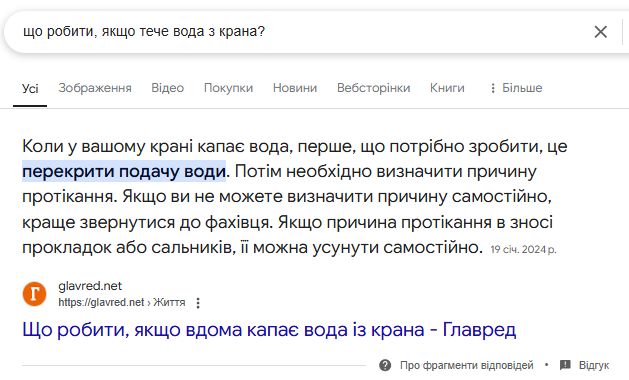 що робити, якщо тече вода з крана?
Усі Зображення Відео Покупки Новини Вебсторінки Книги Більше
Коли у вашому крані капає вода, перше, що потрібно зробити, це
перекрити подачу води. Потім необхідно визначити причину
протікання. Якщо ви не можете визначити причину самостійно,
краще звернутися до фахівця. Якщо причина протікання в зносі
прокладок або сальників, її можна усунути самостійно. 19 січ. 2024 р.
glavred.net
https://glavred.net › Життя
Що робити, якщо вдома капає вода із крана - Главред
Про фрагменти відповідей • Відгук